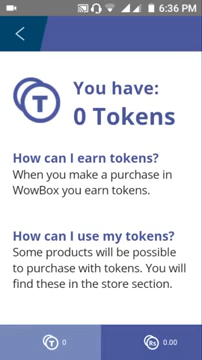 6:36 PM
You have:
T
0 Tokens
How can I earn tokens?
When you make a purchase in
WowBox you earn tokens.
How can I use my tokens?
Some products will be possible
to purchase with tokens. You will
find these in the store section.
T 0
Rs 0.00